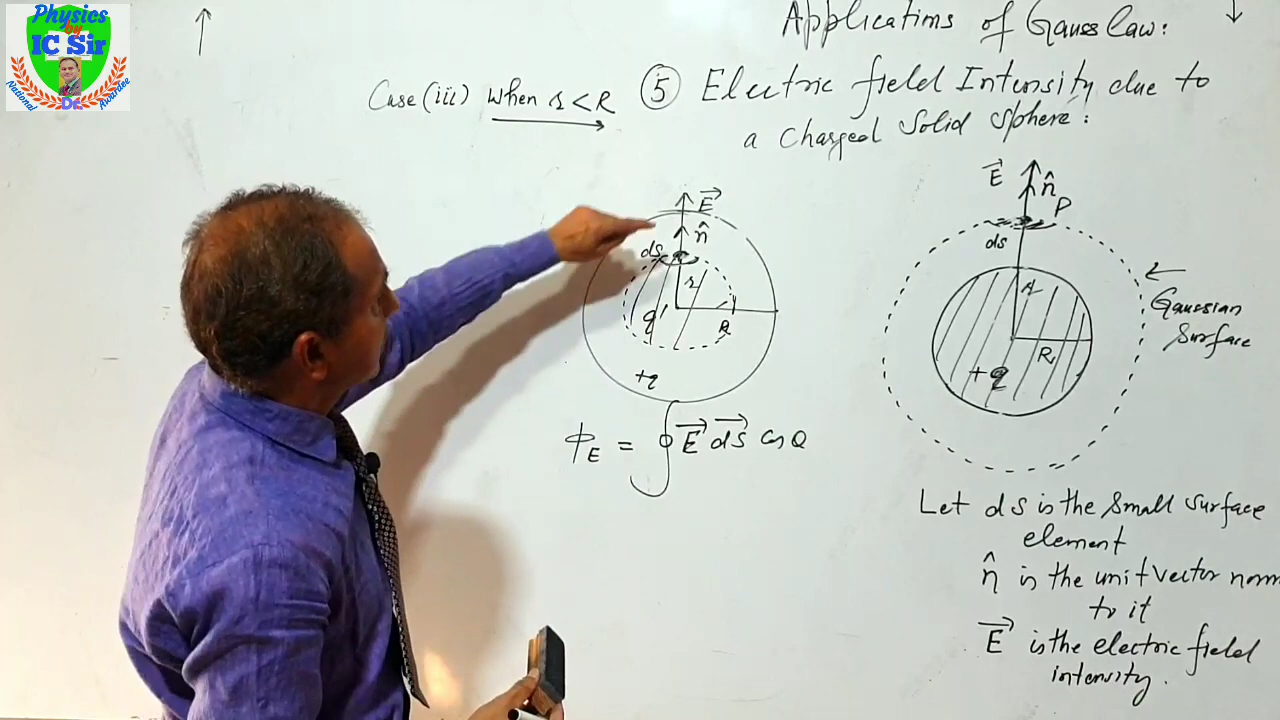 Physics
by
IC Sir
National
Awardee
Dr.
Applications of Gauss law:
Case (iii) when r < R
⑤ Electric field Intensity due to
a charged solid sphere:
E⃗
n̂
ds
r
q'
R
+q
ϕ_E = ∮ E⃗ ds⃗ cos θ
E⃗
n̂
P
ds
r
R
+q
Gaussian
Surface
Let ds is the small surface
element
n̂ is the unit vector norm
to it
E⃗ is the electric field
intensity.